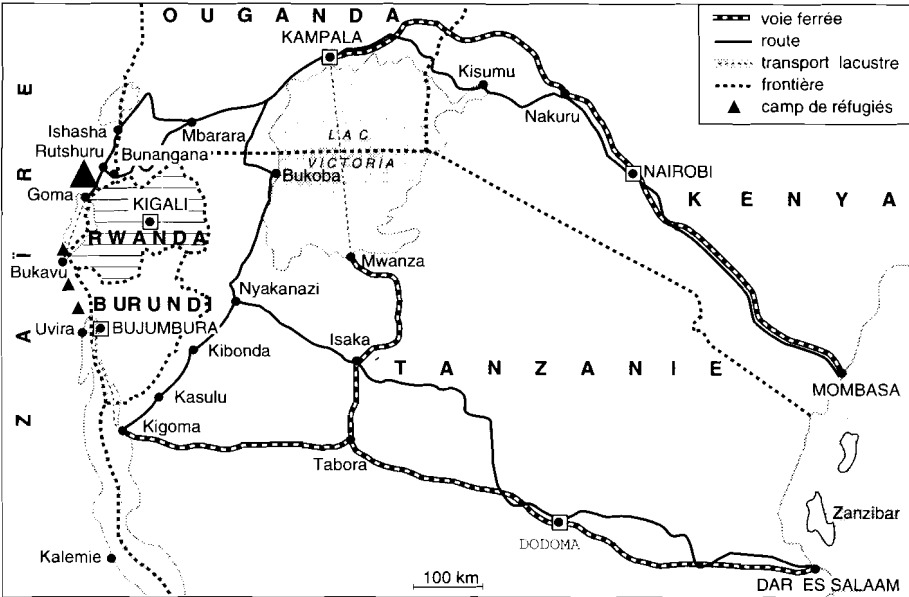 OUGANDA
KAMPALA
voie ferrée
route
transport lacustre
frontière
camp de réfugiés
Kisumu
Nakuru
Ishasha
Mbarara
Rutshuru
Bunangana
LAC
VICTORIA
Bukoba
NAIROBI
Goma
KIGALI
KENYA
RWANDA
ZAÏRE
Bukavu
Mwanza
Nyakanazi
BURUNDI
Uvira
BUJUMBURA
Isaka
Kibonda
TANZANIE
MOMBASA
Kasulu
Kigoma
Tabora
Zanzibar
DODOMA
Kalemie
100 km
DAR ES SALAAM